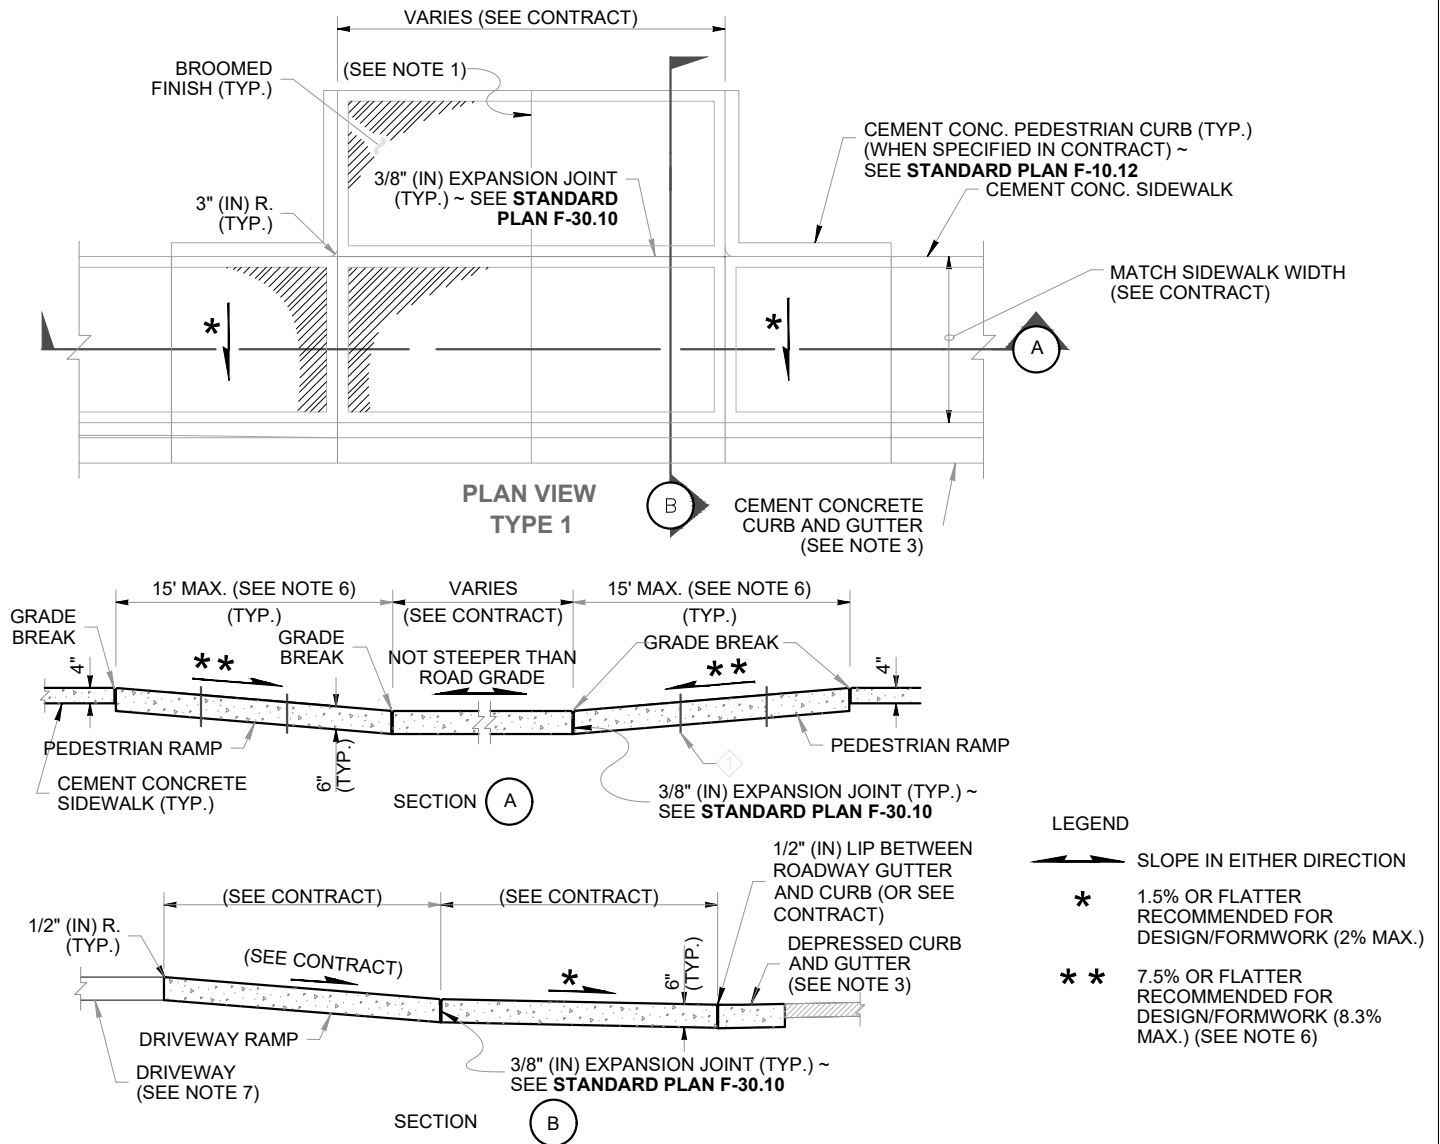 VARIES (SEE CONTRACT)
BROOMED
FINISH (TYP.)
(SEE NOTE 1)
CEMENT CONC. PEDESTRIAN CURB (TYP.)
(WHEN SPECIFIED IN CONTRACT) ~
SEE STANDARD PLAN F-10.12
3/8" (IN) EXPANSION JOINT
(TYP.) ~ SEE STANDARD
PLAN F-30.10
CEMENT CONC. SIDEWALK
3" (IN) R.
(TYP.)
MATCH SIDEWALK WIDTH
(SEE CONTRACT)
*
*
A
PLAN VIEW
TYPE 1
B
CEMENT CONCRETE
CURB AND GUTTER
(SEE NOTE 3)
15' MAX. (SEE NOTE 6)
(TYP.)
VARIES
(SEE CONTRACT)
15' MAX. (SEE NOTE 6)
(TYP.)
GRADE
BREAK
GRADE
BREAK
GRADE BREAK
4"
* *
NOT STEEPER THAN
ROAD GRADE
* *
4"
PEDESTRIAN RAMP
6"
(TYP.)
PEDESTRIAN RAMP
1
CEMENT CONCRETE
SIDEWALK (TYP.)
SECTION A
3/8" (IN) EXPANSION JOINT (TYP.) ~
SEE STANDARD PLAN F-30.10
LEGEND
SLOPE IN EITHER DIRECTION
* 1.5% OR FLATTER
RECOMMENDED FOR
DESIGN/FORMWORK (2% MAX.)
* * 7.5% OR FLATTER
RECOMMENDED FOR
DESIGN/FORMWORK (8.3%
MAX.) (SEE NOTE 6)
(SEE CONTRACT)
(SEE CONTRACT)
1/2" (IN) LIP BETWEEN
ROADWAY GUTTER
AND CURB (OR SEE
CONTRACT)
1/2" (IN) R.
(TYP.)
(SEE CONTRACT)
*
6"
(TYP.)
DEPRESSED CURB
AND GUTTER
(SEE NOTE 3)
DRIVEWAY RAMP
DRIVEWAY
(SEE NOTE 7)
3/8" (IN) EXPANSION JOINT (TYP.) ~
SEE STANDARD PLAN F-30.10
SECTION B